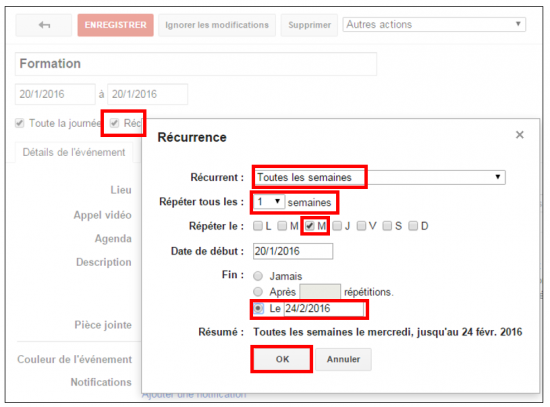 ENREGISTRER Ignorer les modifications Supprimer Autres actions
Formation
20/1/2016 à 20/1/2016
Toute la journée Réc
Détails de l'événement
Lieu
Appel vidéo
Agenda
Description
Pièce jointe
Couleur de l'événement
Notifications
Ajouter une notification
Récurrence ×
Récurrent : Toutes les semaines
Répéter tous les : 1 semaines
Répéter le : L M M J V S D
Date de début : 20/1/2016
Fin : Jamais
Après répétitions.
Le 24/2/2016
Résumé : Toutes les semaines le mercredi, jusqu'au 24 févr. 2016
OK Annuler